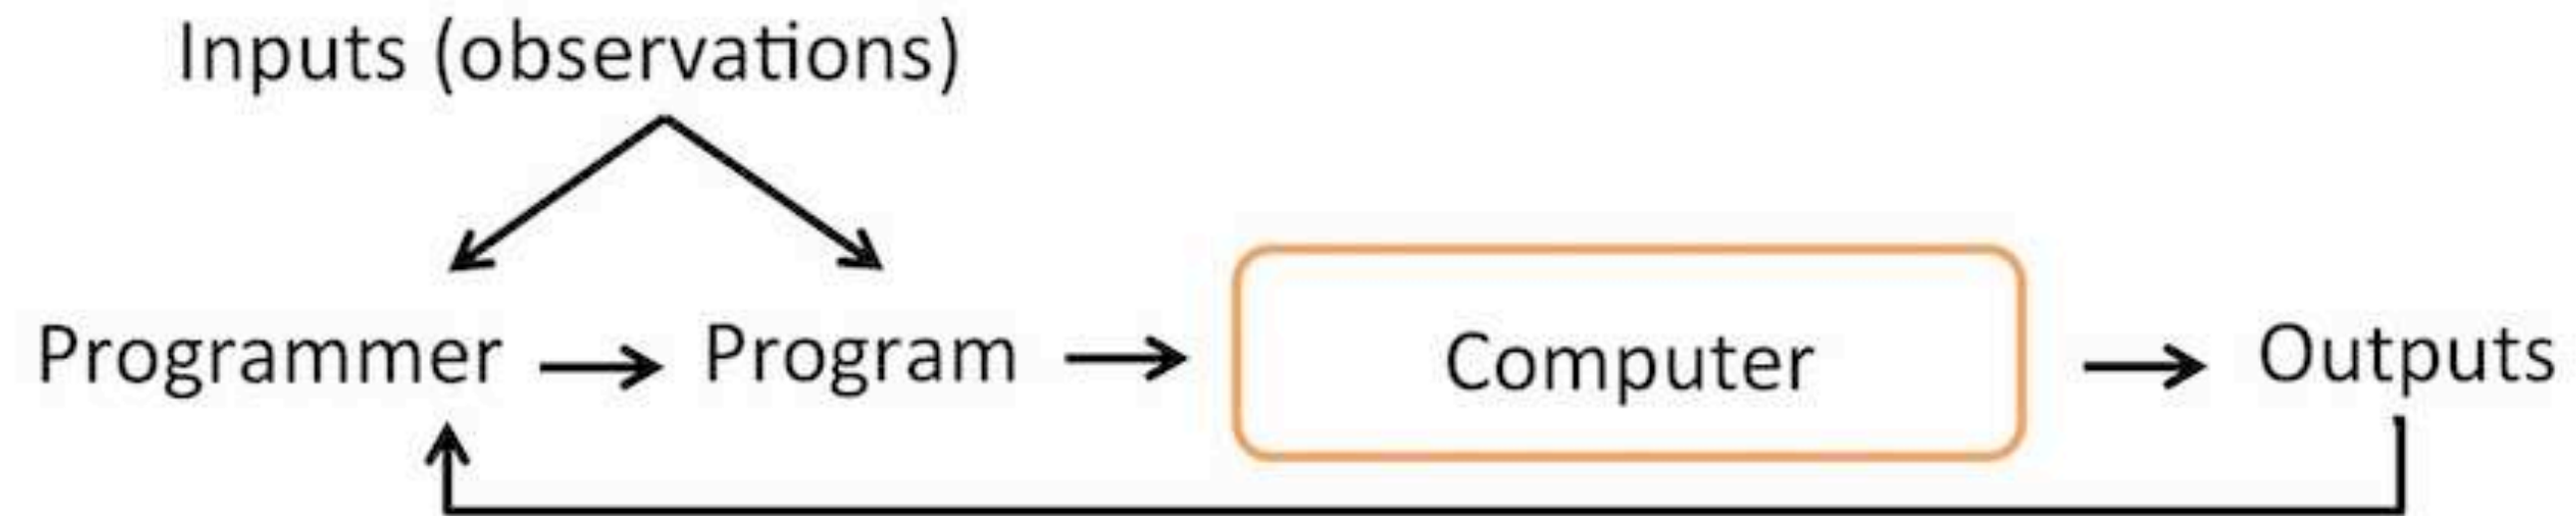 Inputs (observations)
Programmer
Program
Computer
Outputs